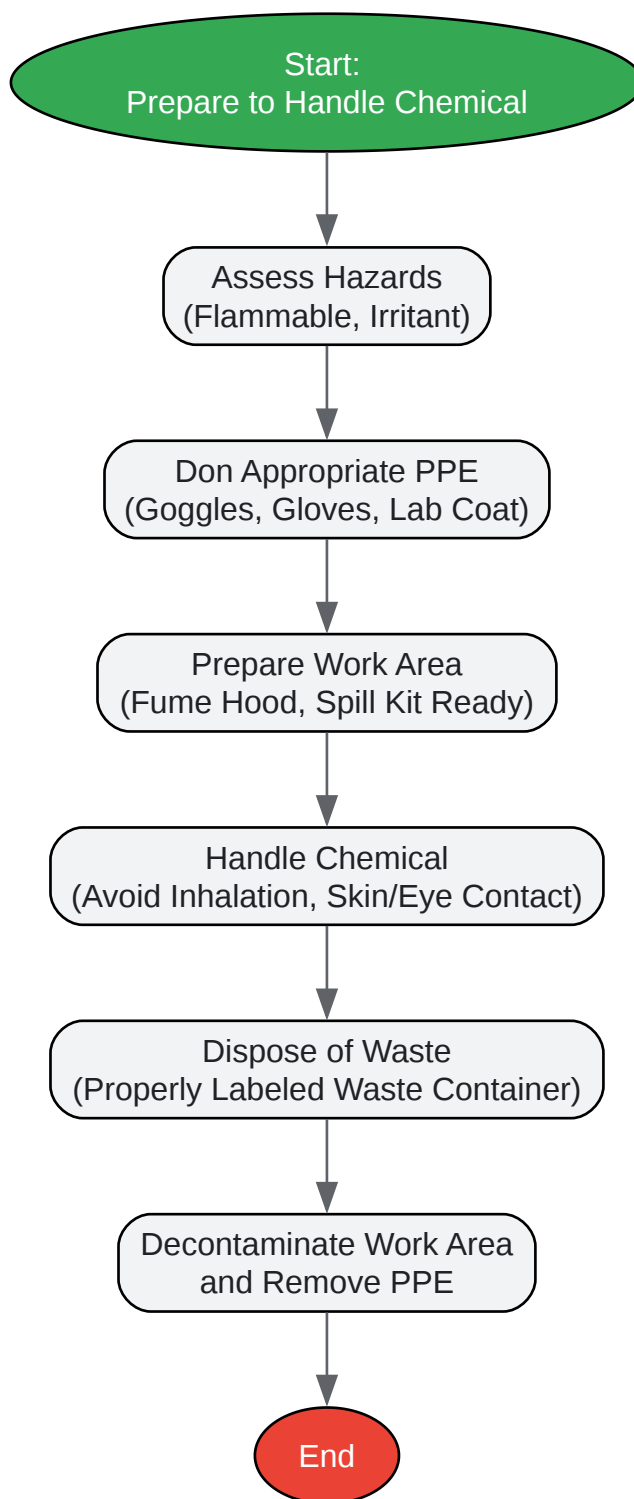 Start:
Prepare to Handle Chemical
Assess Hazards
(Flammable, Irritant)
Don Appropriate PPE
(Goggles, Gloves, Lab Coat)
Prepare Work Area
(Fume Hood, Spill Kit Ready)
Handle Chemical
(Avoid Inhalation, Skin/Eye Contact)
Dispose of Waste
(Properly Labeled Waste Container)
Decontaminate Work Area
and Remove PPE
End